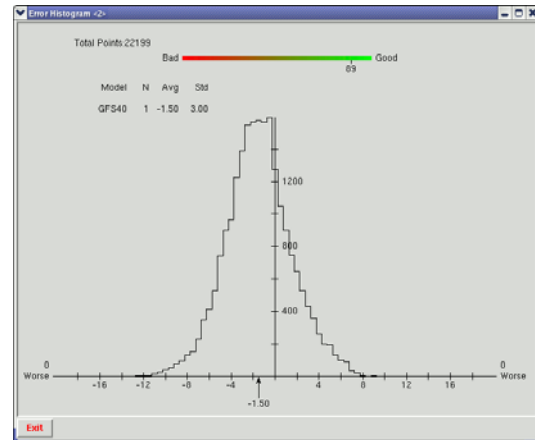 Error Histogram <2>
Total Points 22199
Bad Good
89
Model N Avg Std
GFS40 1 -1.50 3.00
1200
800
400
0 0
Worse Worse
-16 -12 -8 -4 4 8 12 16
-1.50
Exit